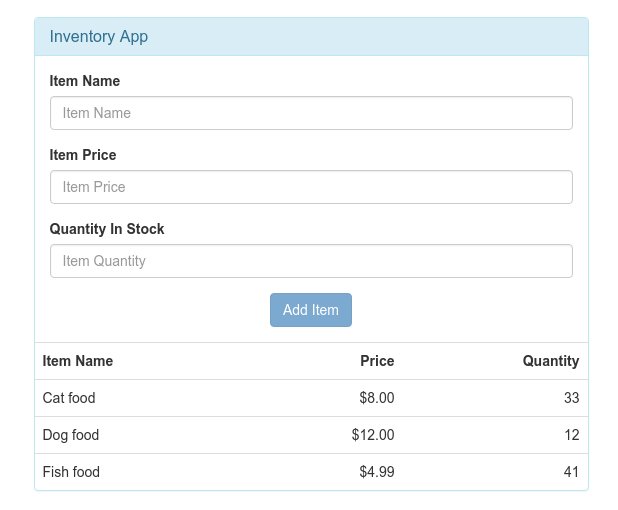 Inventory App
Item Name
Item Name
Item Price
Item Price
Quantity In Stock
Item Quantity
Add Item
Item Name Price Quantity
Cat food $8.00 33
Dog food $12.00 12
Fish food $4.99 41